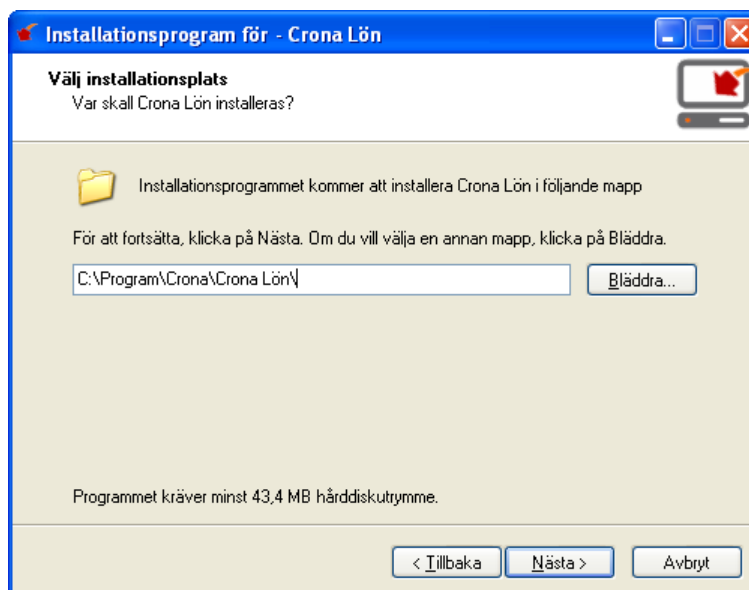 Installationsprogram för - Crona Lön
Välj installationsplats
Var skall Crona Lön installeras?
Installationsprogrammet kommer att installera Crona Lön i följande mapp
För att fortsätta, klicka på Nästa. Om du vill välja en annan mapp, klicka på Bläddra.
C:\Program\Crona\Crona Lön\
Bläddra...
Programmet kräver minst 43,4 MB hårddiskutrymme.
< Tillbaka
Nästa >
Avbryt